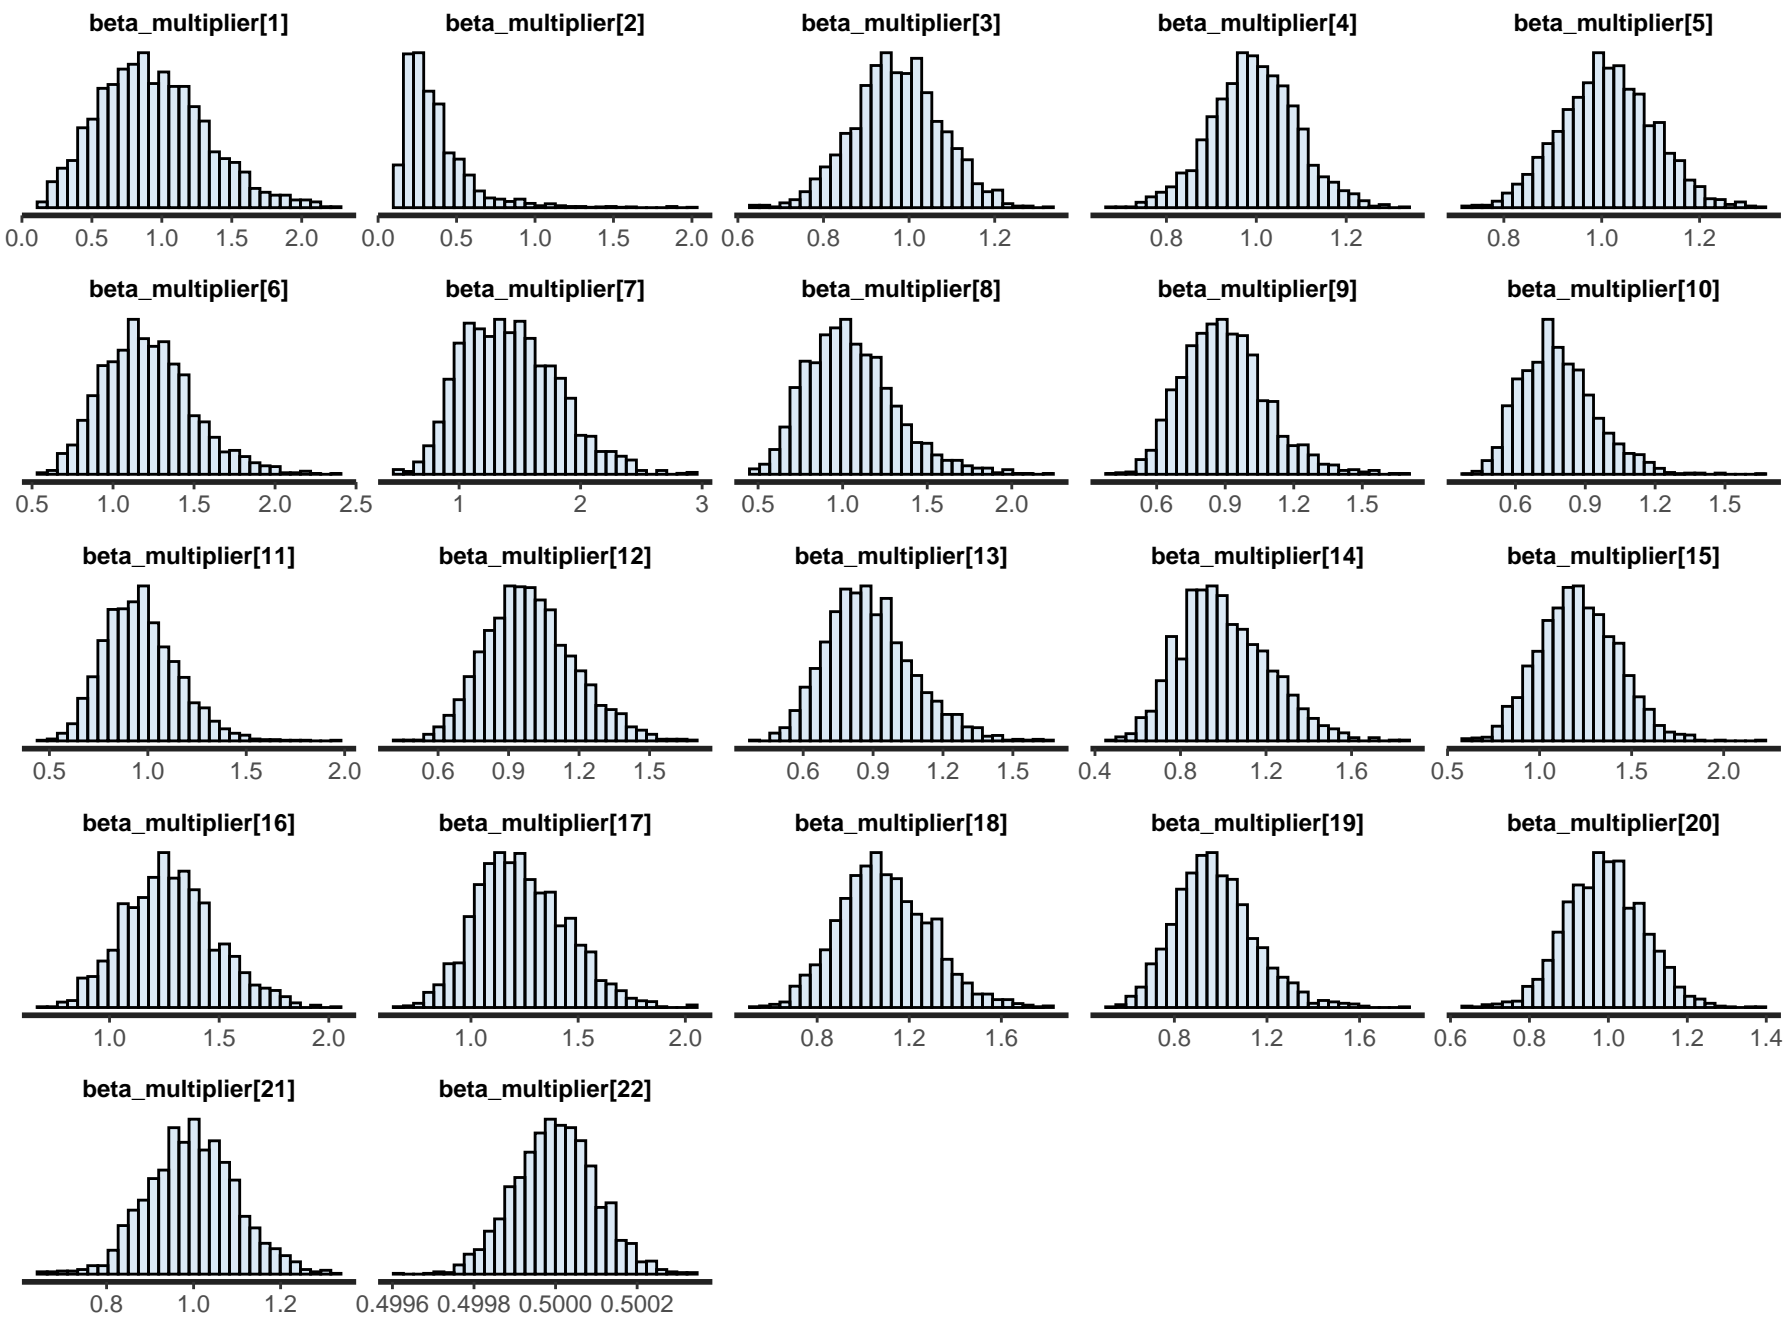 beta_multiplier[1] beta_multiplier[2] beta_multiplier[3] beta_multiplier[4] beta_multiplier[5]
0.0 0.5 1.0 1.5 2.0 0.0 0.5 1.0 1.5 2.0 0.6 0.8 1.0 1.2 0.8 1.0 1.2 0.8 1.0 1.2
beta_multiplier[6] beta_multiplier[7] beta_multiplier[8] beta_multiplier[9] beta_multiplier[10]
0.5 1.0 1.5 2.0 2.5 1 2 3 0.5 1.0 1.5 2.0 0.6 0.9 1.2 1.5 0.6 0.9 1.2 1.5
beta_multiplier[11] beta_multiplier[12] beta_multiplier[13] beta_multiplier[14] beta_multiplier[15]
0.5 1.0 1.5 2.0 0.6 0.9 1.2 1.5 0.6 0.9 1.2 1.5 0.4 0.8 1.2 1.6 0.5 1.0 1.5 2.0
beta_multiplier[16] beta_multiplier[17] beta_multiplier[18] beta_multiplier[19] beta_multiplier[20]
1.0 1.5 2.0 1.0 1.5 2.0 0.8 1.2 1.6 0.8 1.2 1.6 0.6 0.8 1.0 1.2 1.4
beta_multiplier[21] beta_multiplier[22]
0.8 1.0 1.2 0.4996 0.4998 0.5000 0.5002